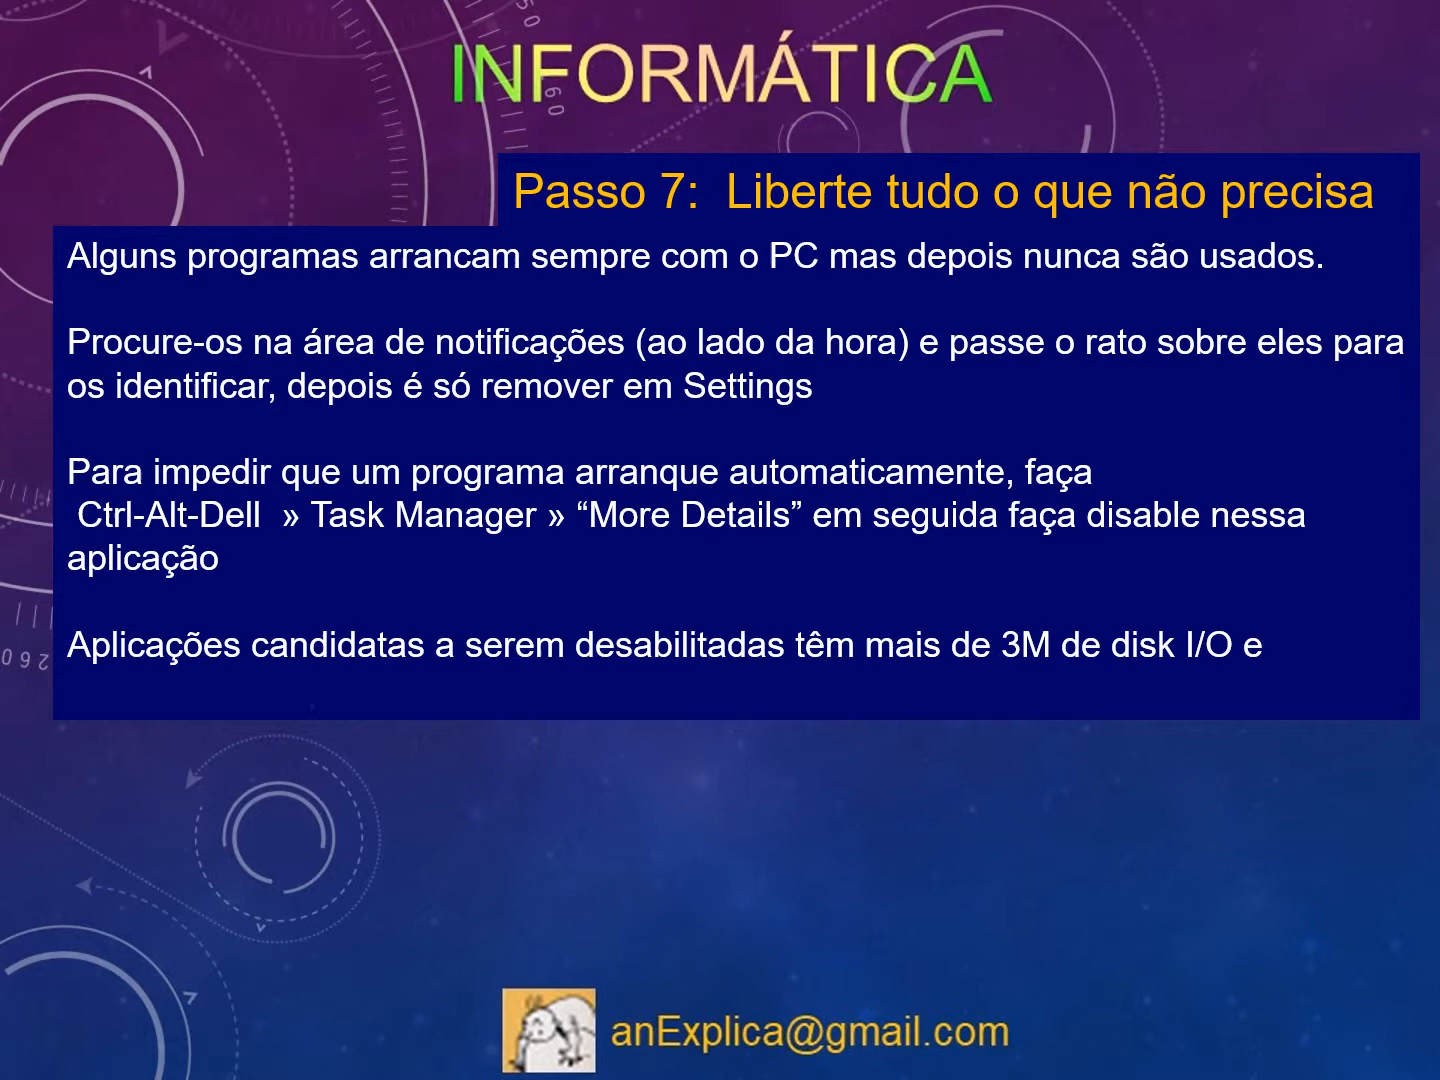 INFORMÁTICA
Passo 7:  Liberte tudo o que não precisa
Alguns programas arrancam sempre com o PC mas depois nunca são usados.
Procure-os na área de notificações (ao lado da hora) e passe o rato sobre eles para
os identificar, depois é só remover em Settings
Para impedir que um programa arranque automaticamente, faça
Ctrl-Alt-Dell  » Task Manager » “More Details” em seguida faça disable nessa
aplicação
Aplicações candidatas a serem desabilitadas têm mais de 3M de disk I/O e
50
60
260
anExplica@gmail.com